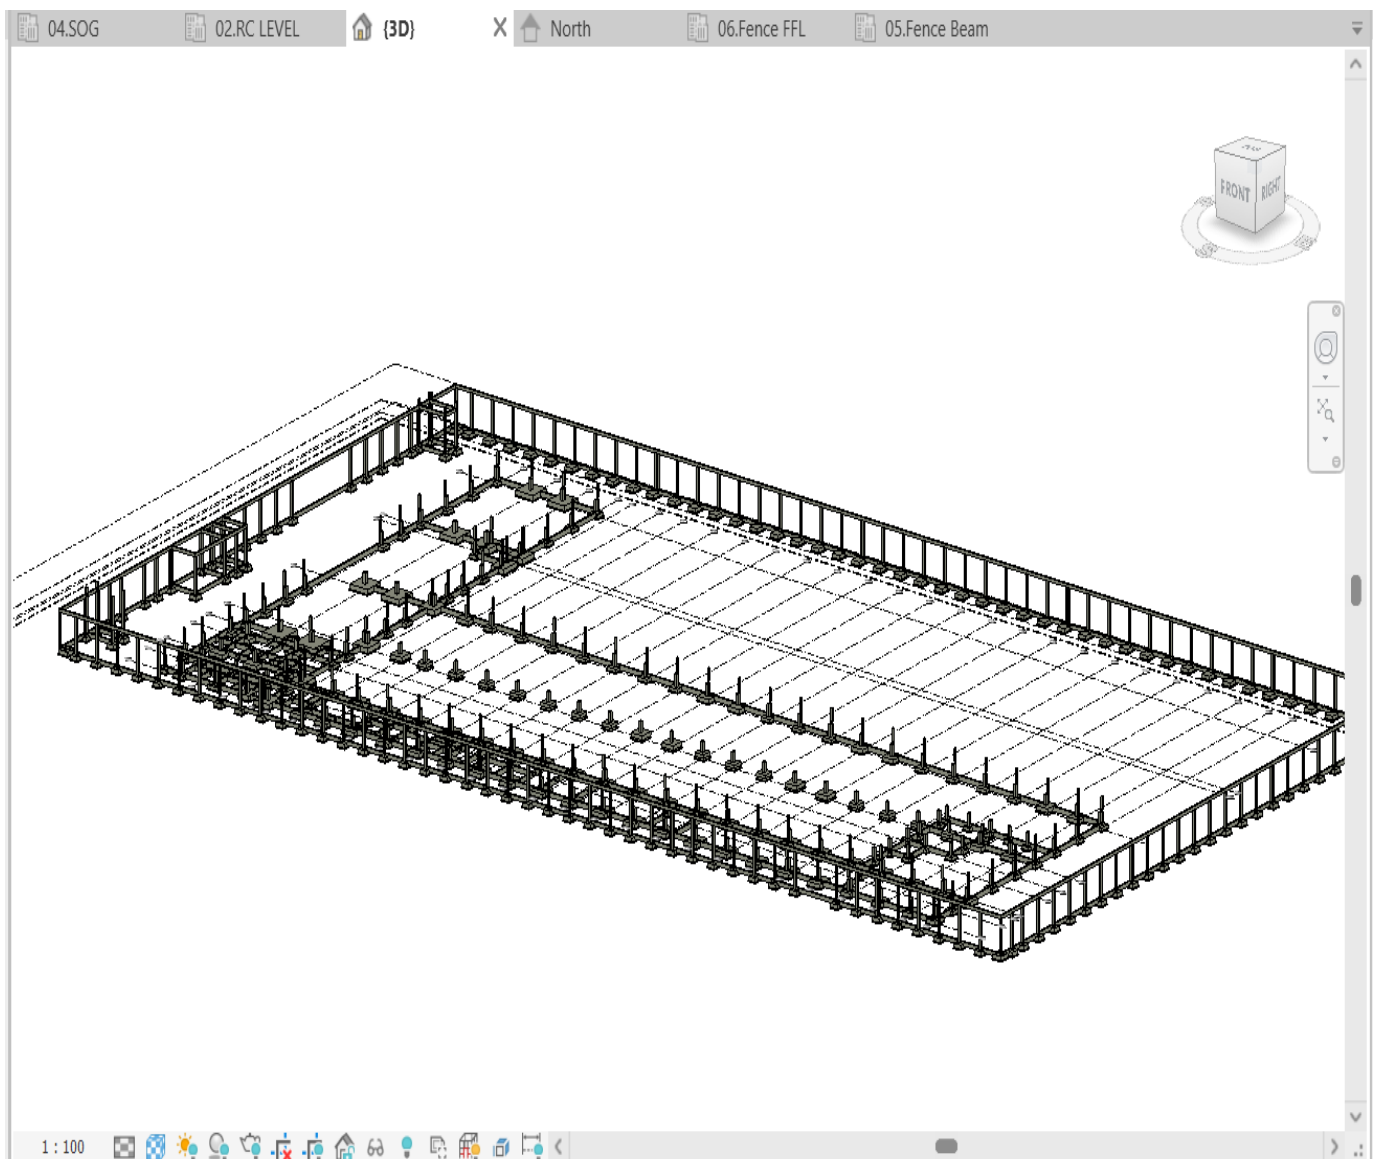 04.SOG
02.RC LEVEL
{3D}
North
06.Fence FFL
05.Fence Beam
FRONT
RIGHT
1 : 100